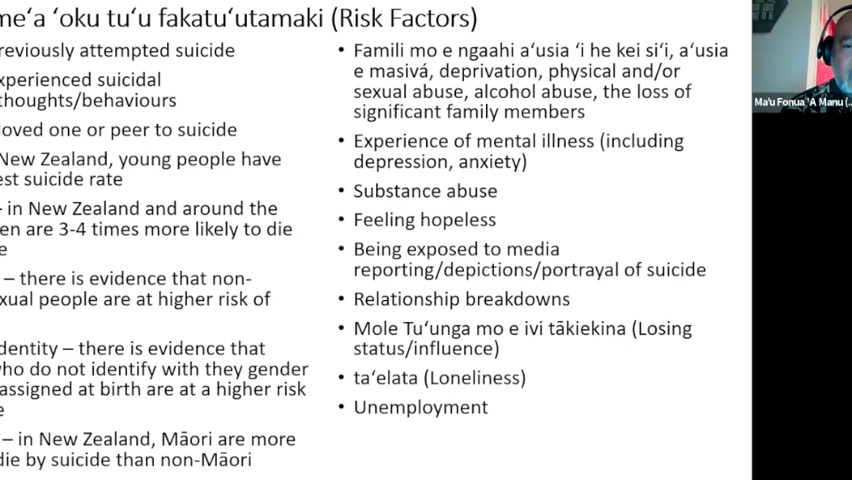 me‘a ‘oku tu‘u fakatu‘utamaki (Risk Factors)
reviously attempted suicide
xperienced suicidal
thoughts/behaviours
loved one or peer to suicide
New Zealand, young people have
est suicide rate
- in New Zealand and around the
en are 3-4 times more likely to die
e
– there is evidence that non-
xual people are at higher risk of
dentity – there is evidence that
who do not identify with they gender
assigned at birth are at a higher risk
e
– in New Zealand, Māori are more
die by suicide than non-Māori
• Famili mo e ngaahi a‘usia ‘i he kei si‘i, a‘usia
e masivá, deprivation, physical and/or
sexual abuse, alcohol abuse, the loss of
significant family members
• Experience of mental illness (including
depression, anxiety)
• Substance abuse
• Feeling hopeless
• Being exposed to media
reporting/depictions/portrayal of suicide
• Relationship breakdowns
• Mole Tu‘unga mo e ivi tākiekina (Losing
status/influence)
• ta‘elata (Loneliness)
• Unemployment
Ma'u Fonua 'A Manu (...